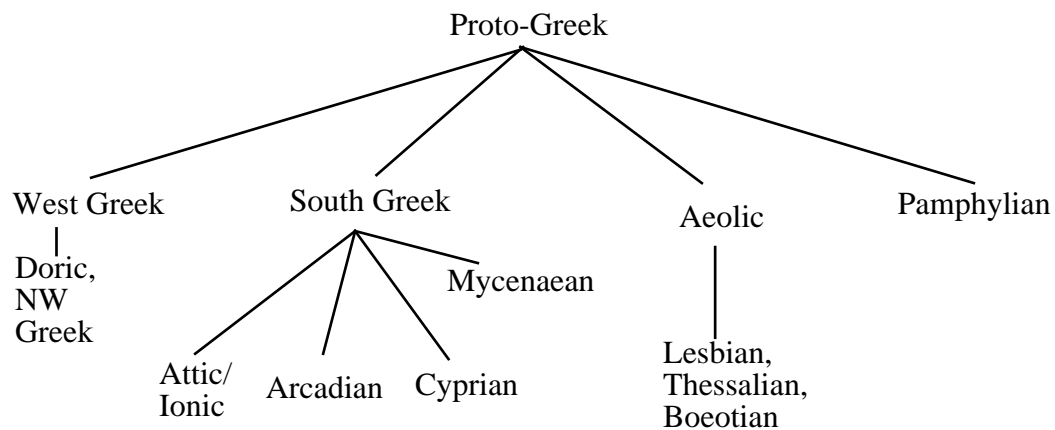 Proto-Greek
West Greek
South Greek
Aeolic
Pamphylian
Doric,
NW
Greek
Mycenaean
Attic/
Ionic
Arcadian
Cyprian
Lesbian,
Thessalian,
Boeotian